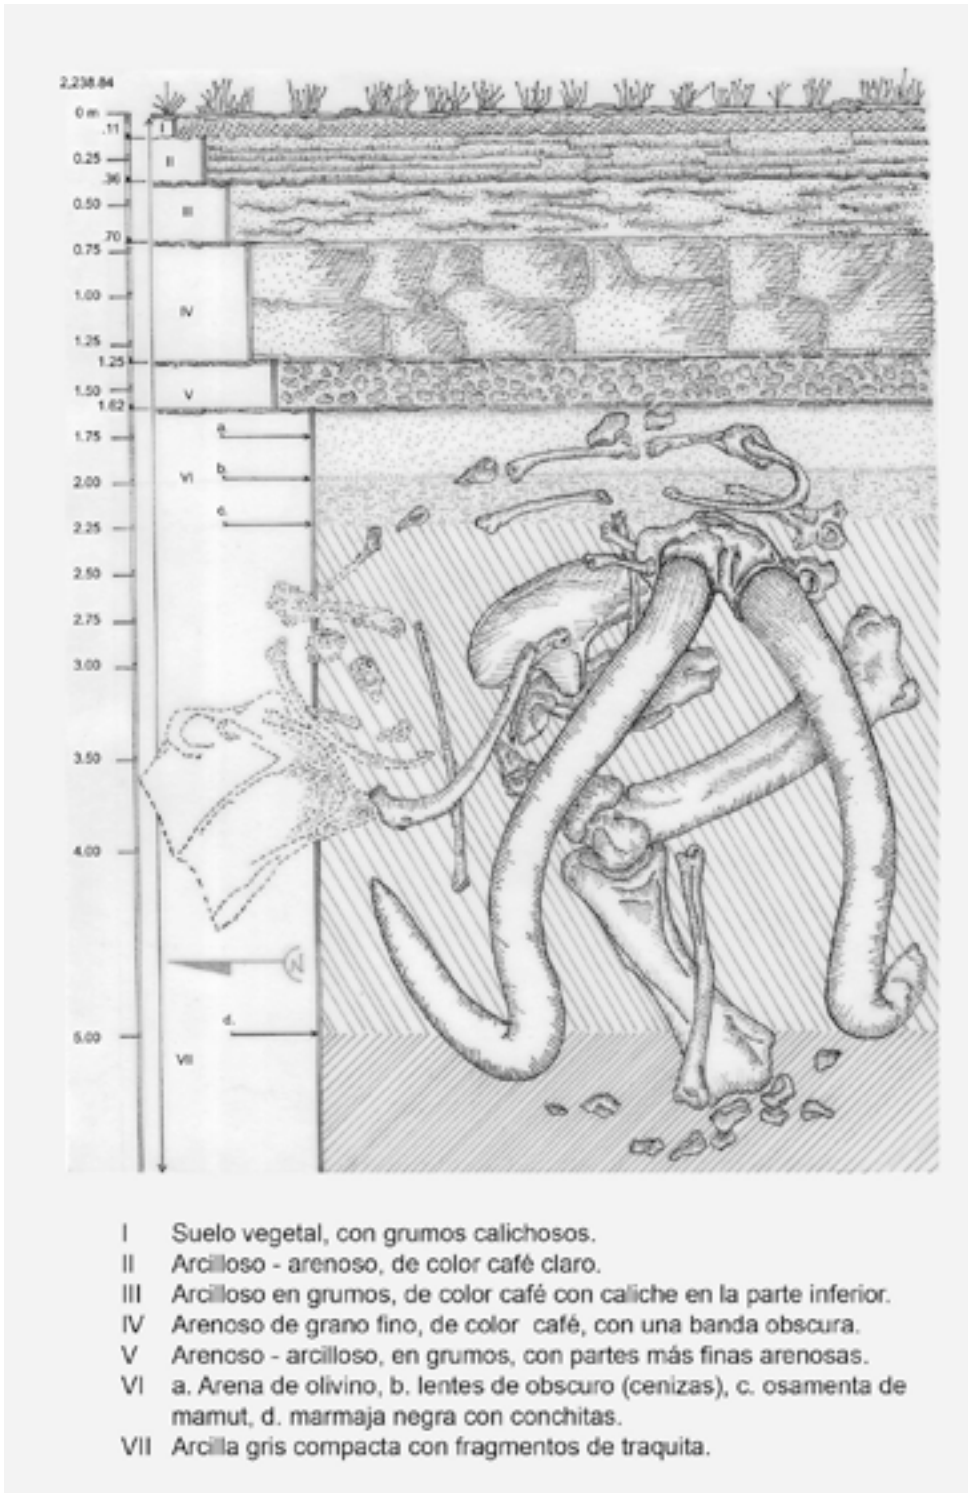 2,238.84
0 m
I
.11
II
0.25
.36
III
0.50
.70
0.75
1.00
IV
1.25
1.25
V
1.50
1.62
a.
1.75
VI
b.
2.00
c.
2.25
2.50
2.75
3.00
3.50
4.00
N
d.
5.00
VII
I Suelo vegetal, con grumos calichosos.
II Arcilloso - arenoso, de color café claro.
III Arcilloso en grumos, de color café con caliche en la parte inferior.
IV Arenoso de grano fino, de color café, con una banda obscura.
V Arenoso - arcilloso, en grumos, con partes más finas arenosas.
VI a. Arena de olivino, b. lentes de obscuro (cenizas), c. osamenta de
mamut, d. marmaja negra con conchitas.
VII Arcilla gris compacta con fragmentos de traquita.